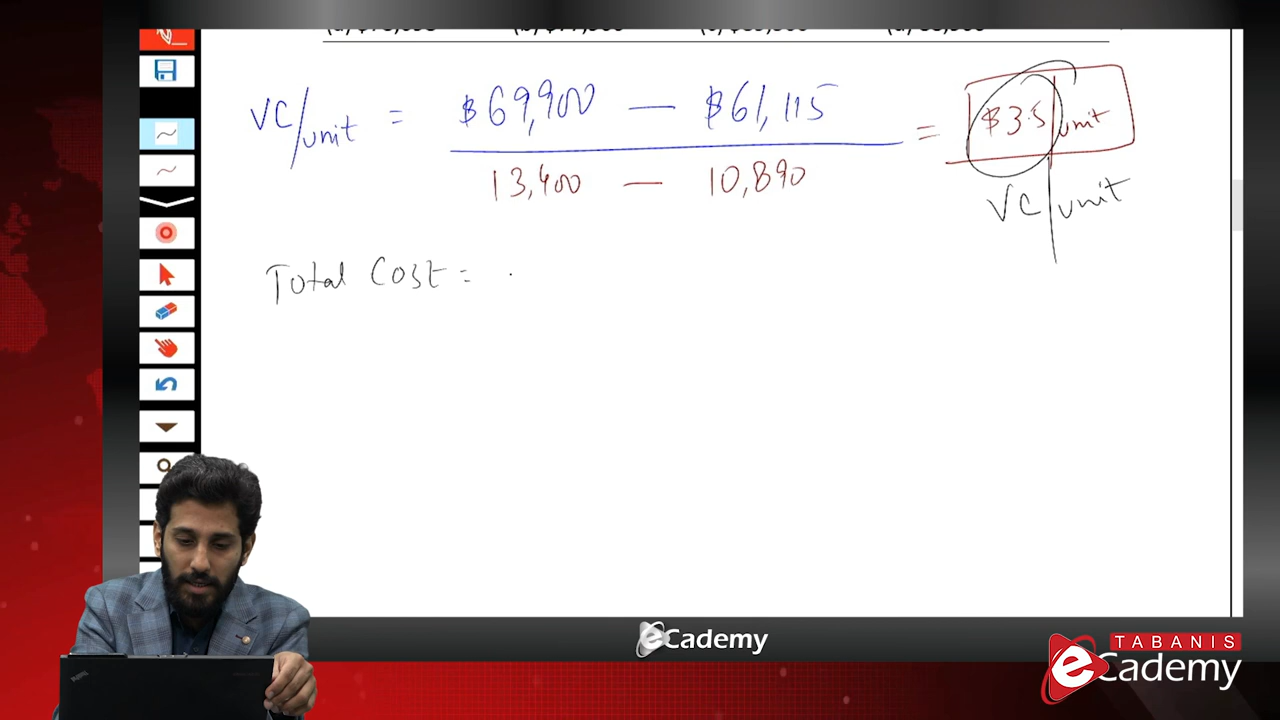 VC/unit = $69,900 — $61,115 = $3.5/unit
13,400 — 10,890
VC/unit
Total Cost =
eCademy
TABANIS
eCademy